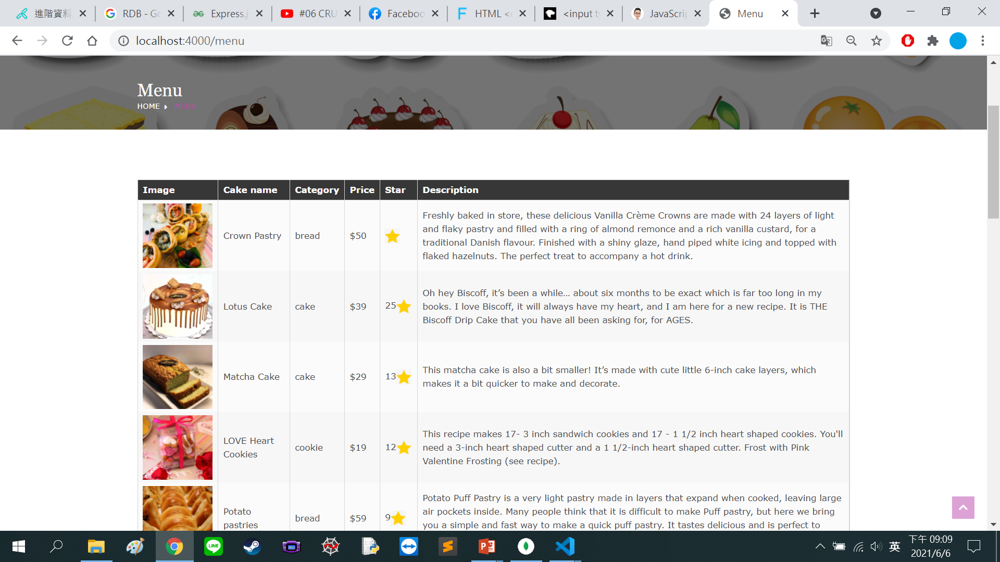 進階資料
RDB - Go
Express.j
#06 CRU
Faceboo
HTML <
<input ty
JavaScrip
Menu
localhost:4000/menu
Menu
HOME MENU
Image Cake name Category Price Star Description
Crown Pastry bread $50 Freshly baked in store, these delicious Vanilla Crème Crowns are made with 24 layers of light
and flaky pastry and filled with a ring of almond remonce and a rich vanilla custard, for a
traditional Danish flavour. Finished with a shiny glaze, hand piped white icing and topped with
flaked hazelnuts. The perfect treat to accompany a hot drink.
Lotus Cake cake $39 25 Oh hey Biscoff, it’s been a while... about six months to be exact which is far too long in my
books. I love Biscoff, it will always have my heart, and I am here for a new recipe. It is THE
Biscoff Drip Cake that you have all been asking for, for AGES.
Matcha Cake cake $29 13 This matcha cake is also a bit smaller! It’s made with cute little 6-inch cake layers, which
makes it a bit quicker to make and decorate.
LOVE Heart
Cookies cookie $19 12 This recipe makes 17- 3 inch sandwich cookies and 17 - 1 1/2 inch heart shaped cookies. You'll
need a 3-inch heart shaped cutter and a 1 1/2-inch heart shaped cutter. Frost with Pink
Valentine Frosting (see recipe).
Potato
pastries bread $59 9 Potato Puff Pastry is a very light pastry made in layers that expand when cooked, leaving large
air pockets inside. Many people think that it is difficult to make Puff pastry, but here we bring
you a simple and fast way to make a quick puff pastry. It tastes delicious and is perfect to
LINE
英
下午 09:09
2021/6/6